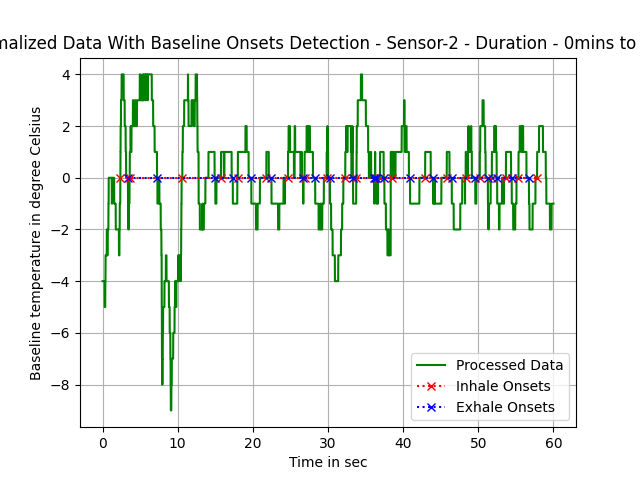 malized Data With Baseline Onsets Detection - Sensor-2 - Duration - 0mins to
Baseline temperature in degree Celsius
4
2
0
−2
−4
−6
−8
Processed Data
Inhale Onsets
Exhale Onsets
0 10 20 30 40 50 60
Time in sec